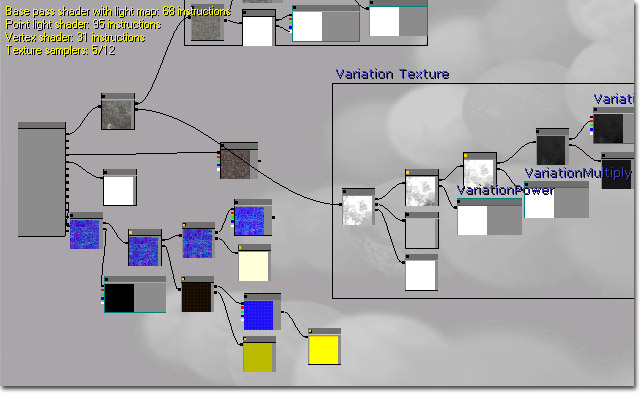 Base pass shader with light map: 68 instructions
Point light shader: 95 instructions
Vertex shader: 31 instructions
Texture samplers: 5/12
Variation Texture
Variati
VariationMultiply
VariationPower